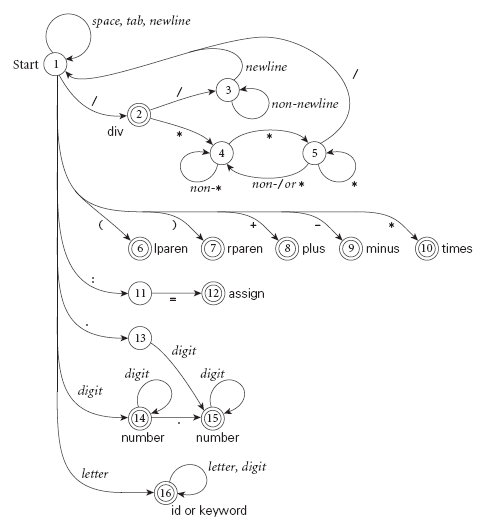 space, tab, newline
Start 1
newline
/
/ / 3
2 non-newline
div *
4 * 5
non-* non-/ or * *
( ) + − *
6 lparen 7 rparen 8 plus 9 minus 10 times
:
11 = 12 assign
.
13
digit
digit digit
digit
14 . 15
number number
letter letter, digit
16
id or keyword